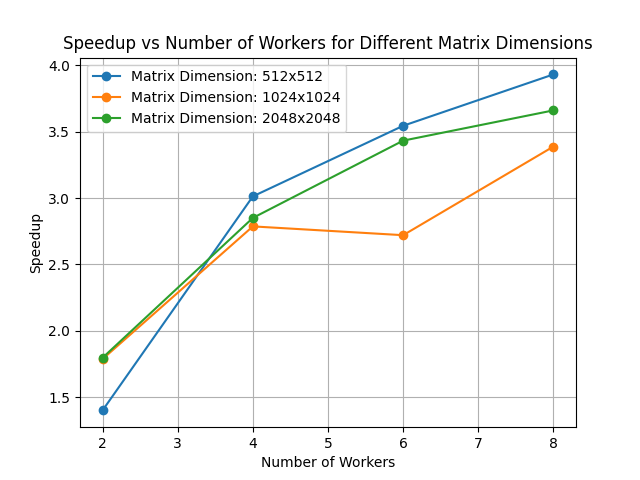 Speedup vs Number of Workers for Different Matrix Dimensions
4.0
3.5
3.0
2.5
2.0
1.5
Speedup
Matrix Dimension: 512x512
Matrix Dimension: 1024x1024
Matrix Dimension: 2048x2048
2 3 4 5 6 7 8
Number of Workers